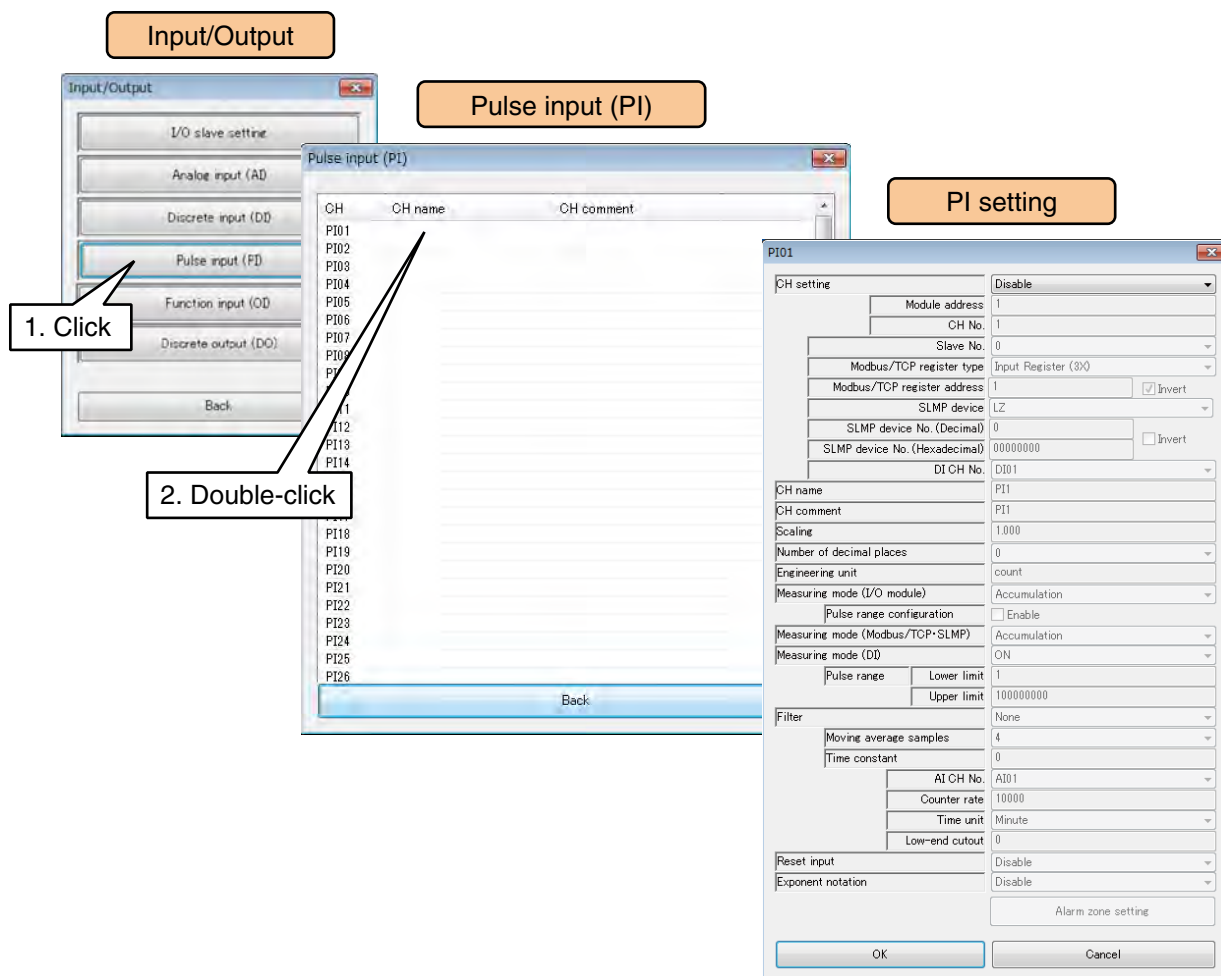 Input/Output
Input/Output
I/O slave setting
Analog input (AI)
Discrete input (DI)
Pulse input (PI)
Function input (OI)
Discrete output (DO)
Back
1. Click
Pulse input (PI)
Pulse input (PI)
CH CH name CH comment
PI01
PI02
PI03
PI04
PI05
PI06
PI07
PI08
PI12
PI13
PI14
2. Double-click
PI18
PI19
PI20
PI21
PI22
PI23
PI24
PI25
PI26
Back
PI setting
PI01
CH setting Disable
Module address 1
CH No. 1
Slave No. 0
Modbus/TCP register type Input Register (3X)
Modbus/TCP register address 1 Invert
SLMP device LZ
SLMP device No. (Decimal) 0
Invert
SLMP device No. (Hexadecimal) 00000000
DI CH No. DI01
CH name PI1
CH comment PI1
Scaling 1.000
Number of decimal places 0
Engineering unit count
Measuring mode (I/O module) Accumulation
Pulse range configuration Enable
Measuring mode (Modbus/TCP・SLMP) Accumulation
Measuring mode (DI) ON
Pulse range Lower limit 1
Upper limit 100000000
Filter None
Moving average samples 4
Time constant 0
AI CH No. AI01
Counter rate 10000
Time unit Minute
Low-end cutout 0
Reset input Disable
Exponent notation Disable
Alarm zone setting
OK Cancel